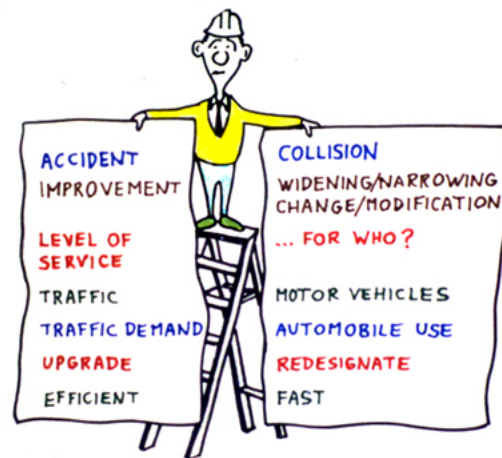 ACCIDENT
IMPROVEMENT
LEVEL OF
SERVICE
TRAFFIC
TRAFFIC DEMAND
UPGRADE
EFFICIENT
COLLISION
WIDENING/NARROWING
CHANGE/MODIFICATION
... FOR WHO?
MOTOR VEHICLES
AUTOMOBILE USE
REDESIGNATE
FAST